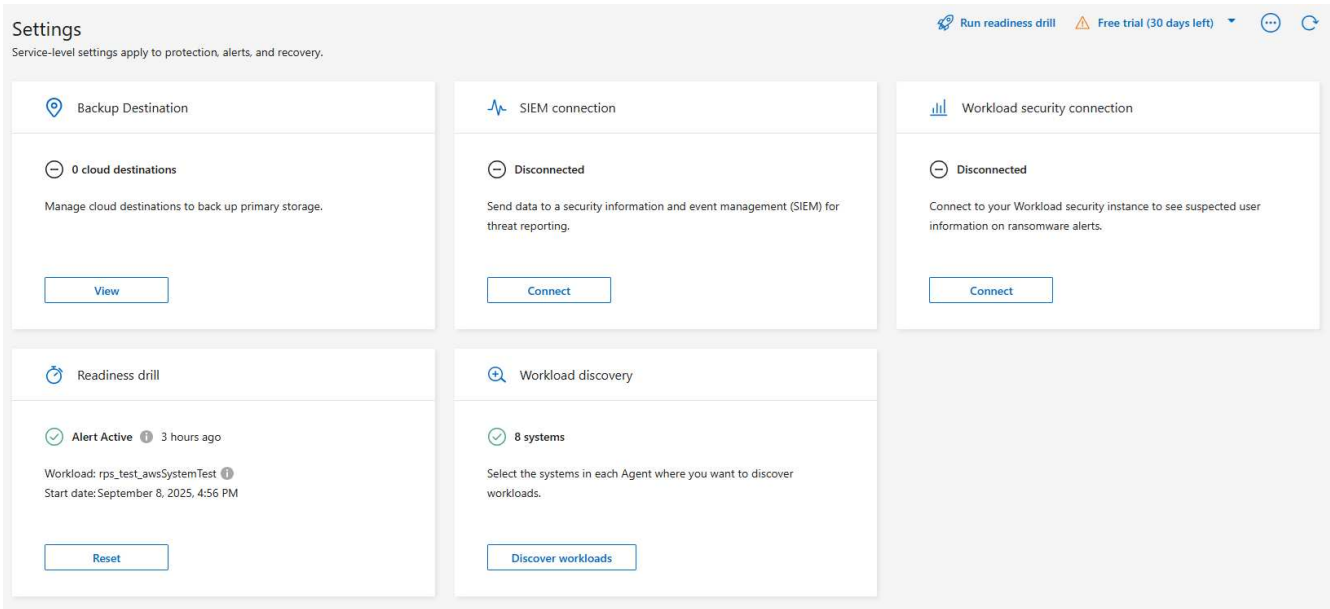 Settings
Service-level settings apply to protection, alerts, and recovery.
Run readiness drill
Free trial (30 days left)
Backup Destination
0 cloud destinations
Manage cloud destinations to back up primary storage.
View
SIEM connection
Disconnected
Send data to a security information and event management (SIEM) for
threat reporting.
Connect
Workload security connection
Disconnected
Connect to your Workload security instance to see suspected user
information on ransomware alerts.
Connect
Readiness drill
Alert Active 3 hours ago
Workload: rps_test_awsSystemTest
Start date: September 8, 2025, 4:56 PM
Reset
Workload discovery
8 systems
Select the systems in each Agent where you want to discover
workloads.
Discover workloads